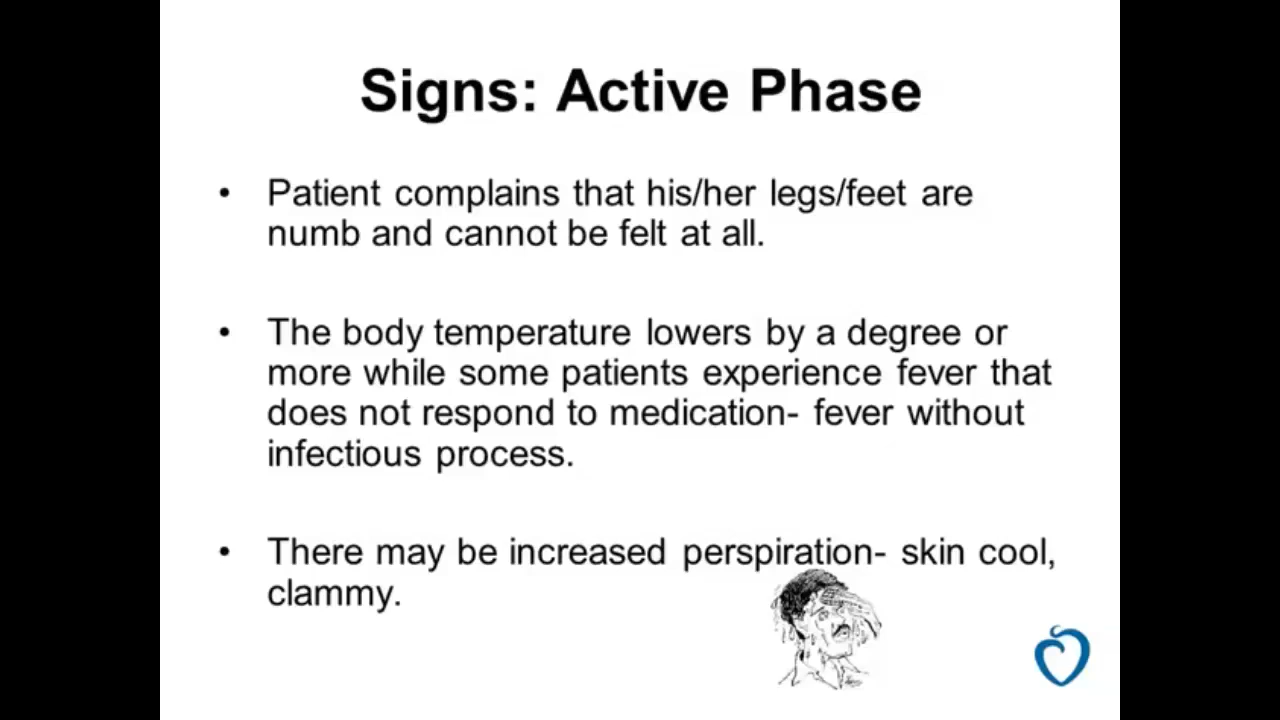 Signs: Active Phase
• Patient complains that his/her legs/feet are
numb and cannot be felt at all.
• The body temperature lowers by a degree or
more while some patients experience fever that
does not respond to medication- fever without
infectious process.
• There may be increased perspiration- skin cool,
clammy.